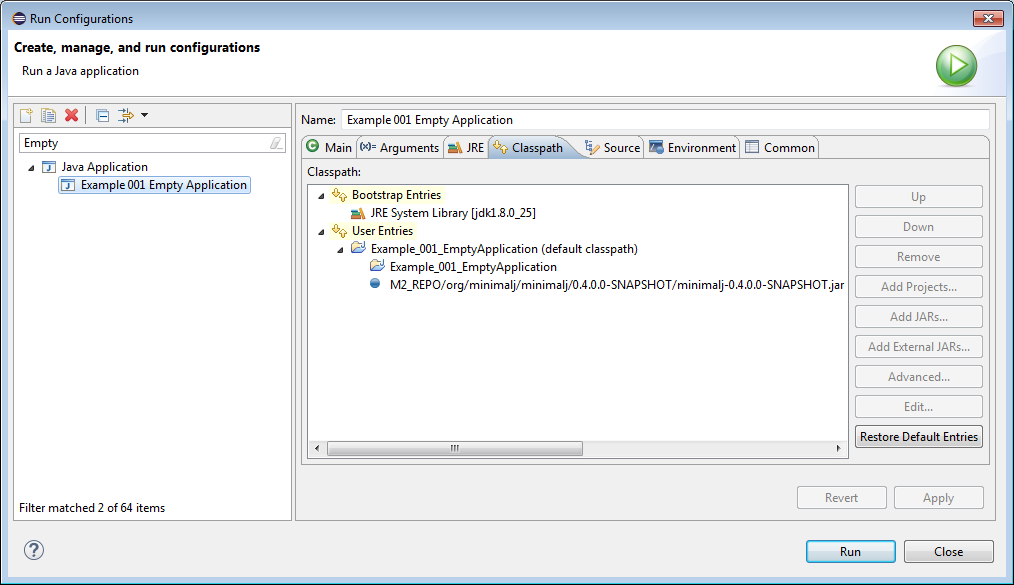 Run Configurations
Create, manage, and run configurations
Run a Java application
Empty
Java Application
Example 001 Empty Application
Filter matched 2 of 64 items
Name: Example 001 Empty Application
Main (x)= Arguments JRE Classpath Source Environment Common
Classpath:
Bootstrap Entries
JRE System Library [jdk1.8.0_25]
User Entries
Example_001_EmptyApplication (default classpath)
Example_001_EmptyApplication
M2_REPO/org/minimalj/minimalj/0.4.0.0-SNAPSHOT/minimalj-0.4.0.0-SNAPSHOT.jar
Up
Down
Remove
Add Projects...
Add JARs...
Add External JARs...
Advanced...
Edit...
Restore Default Entries
Revert Apply
? Run Close